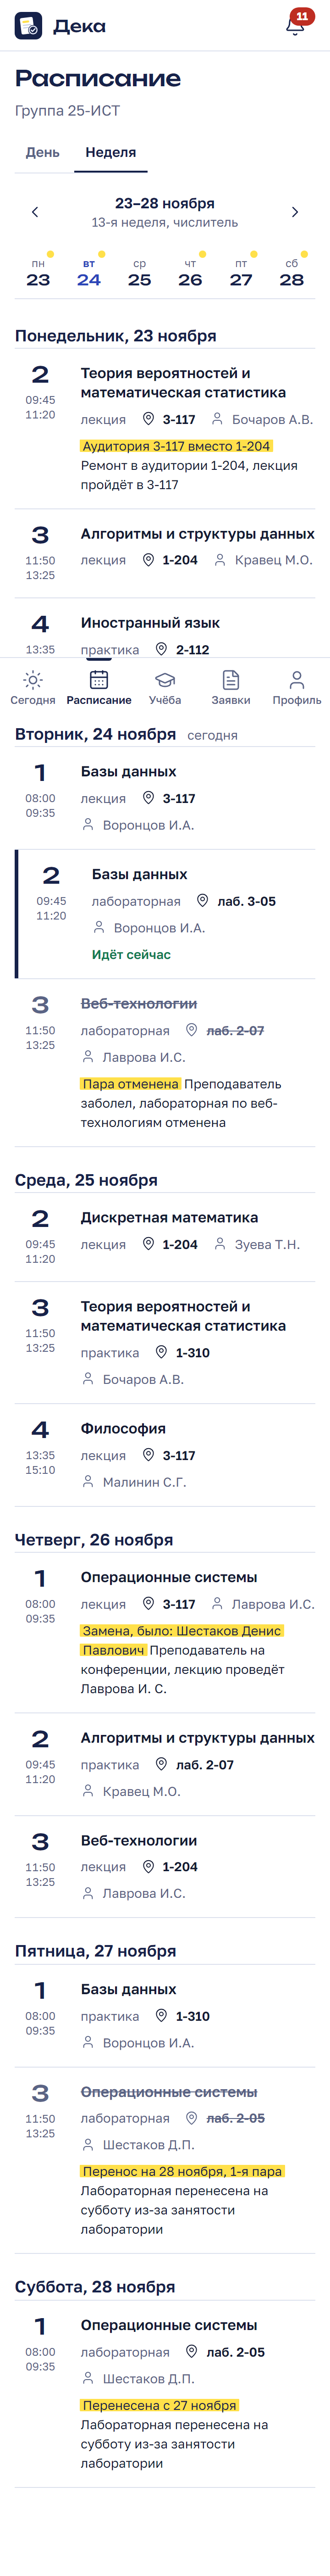 Дека
11
Расписание
Группа 25-ИСТ
День Неделя
23–28 ноября
13-я неделя, числитель
пн вт ср чт пт сб
23 24 25 26 27 28
Понедельник, 23 ноября
2 Теория вероятностей и
математическая статистика
09:45
11:20
лекция 3-117 Бочаров А.В.
Аудитория 3-117 вместо 1-204
Ремонт в аудитории 1-204, лекция
пройдёт в 3-117
3 Алгоритмы и структуры данных
11:50
13:25
лекция 1-204 Кравец М.О.
4 Иностранный язык
13:35
практика 2-112
Сегодня Расписание Учёба Заявки Профиль
Вторник, 24 ноября сегодня
1 Базы данных
08:00
09:35
лекция 3-117
Воронцов И.А.
2 Базы данных
09:45
11:20
лабораторная лаб. 3-05
Воронцов И.А.
Идёт сейчас
3 Веб-технологии
11:50
13:25
лабораторная лаб. 2-07
Лаврова И.С.
Пара отменена Преподаватель
заболел, лабораторная по веб-
технологиям отменена
Среда, 25 ноября
2 Дискретная математика
09:45
11:20
лекция 1-204 Зуева Т.Н.
3 Теория вероятностей и
математическая статистика
11:50
13:25
практика 1-310
Бочаров А.В.
4 Философия
13:35
15:10
лекция 3-117
Малинин С.Г.
Четверг, 26 ноября
1 Операционные системы
08:00
09:35
лекция 3-117 Лаврова И.С.
Замена, было: Шестаков Денис
Павлович Преподаватель на
конференции, лекцию проведёт
Лаврова И. С.
2 Алгоритмы и структуры данных
09:45
11:20
практика лаб. 2-07
Кравец М.О.
3 Веб-технологии
11:50
13:25
лекция 1-204
Лаврова И.С.
Пятница, 27 ноября
1 Базы данных
08:00
09:35
практика 1-310
Воронцов И.А.
3 Операционные системы
11:50
13:25
лабораторная лаб. 2-05
Шестаков Д.П.
Перенос на 28 ноября, 1-я пара
Лабораторная перенесена на
субботу из-за занятости
лаборатории
Суббота, 28 ноября
1 Операционные системы
08:00
09:35
лабораторная лаб. 2-05
Шестаков Д.П.
Перенесена с 27 ноября
Лабораторная перенесена на
субботу из-за занятости
лаборатории